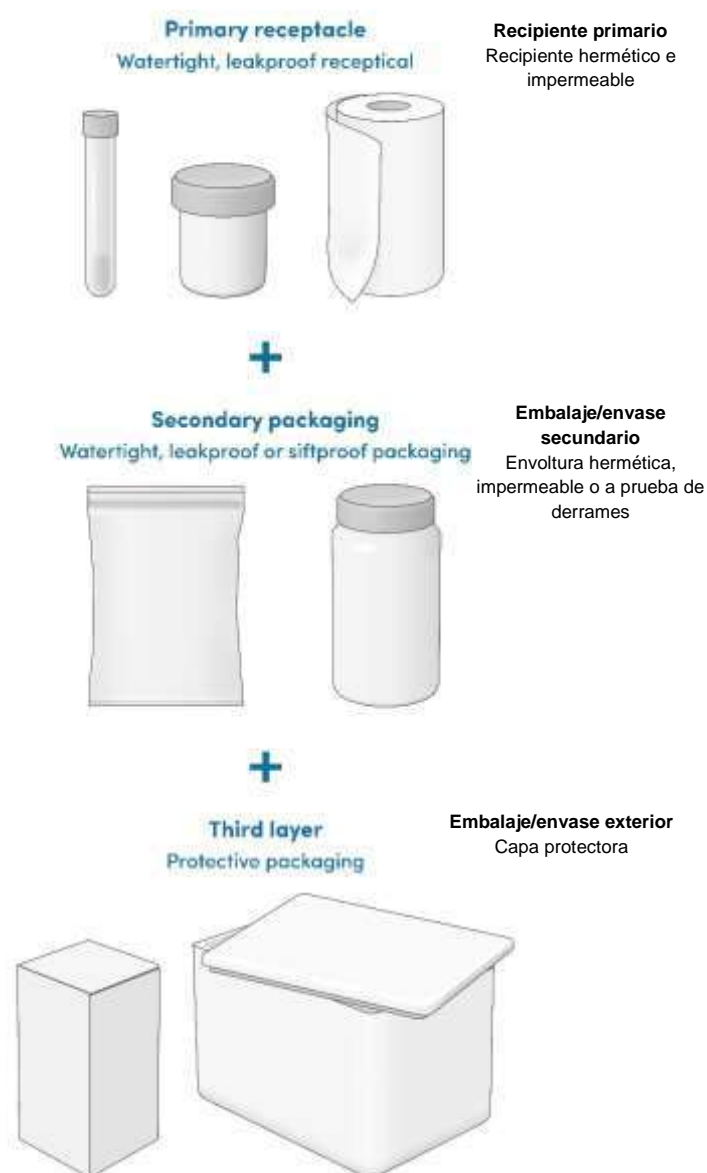 Primary receptacle
Watertight, leakproof receptical
Recipiente primario
Recipiente hermético e
impermeable
+
Secondary packaging
Watertight, leakproof or siftproof packaging
Embalaje/envase
secundario
Envoltura hermética,
impermeable o a prueba de
derrames
+
Third layer
Protective packaging
Embalaje/envase exterior
Capa protectora